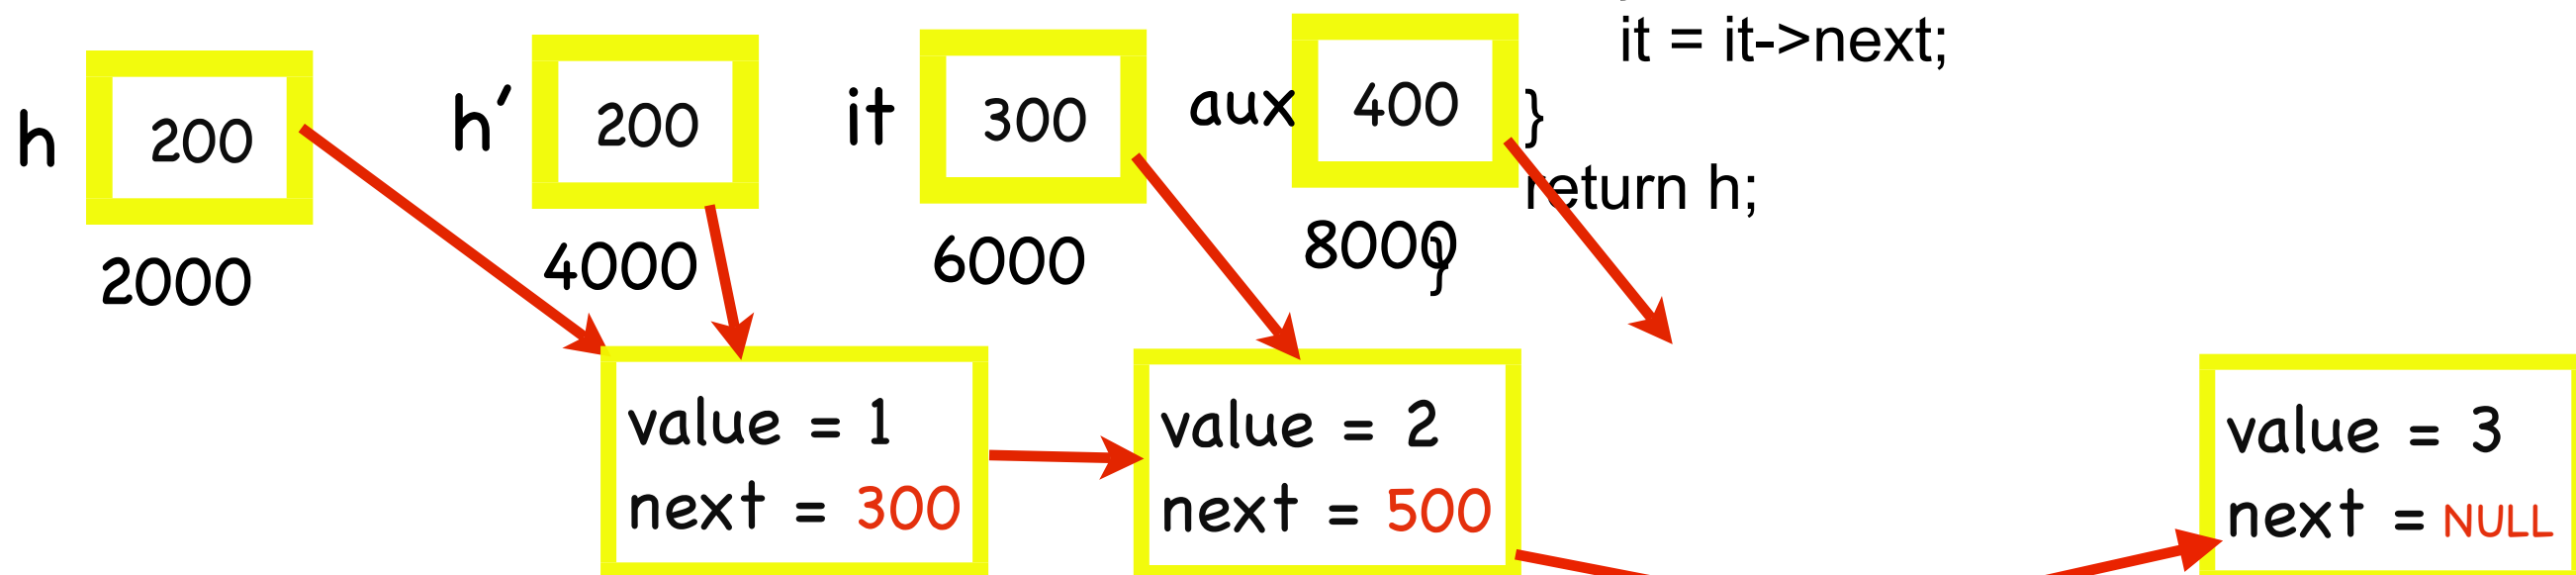 it = it->next;
h 200 h′ 200 it 300 aux 400 }
return h;
2000 4000 6000 8000 }
value = 1 value = 2 value = 3
next = 300 next = 500 next = NULL